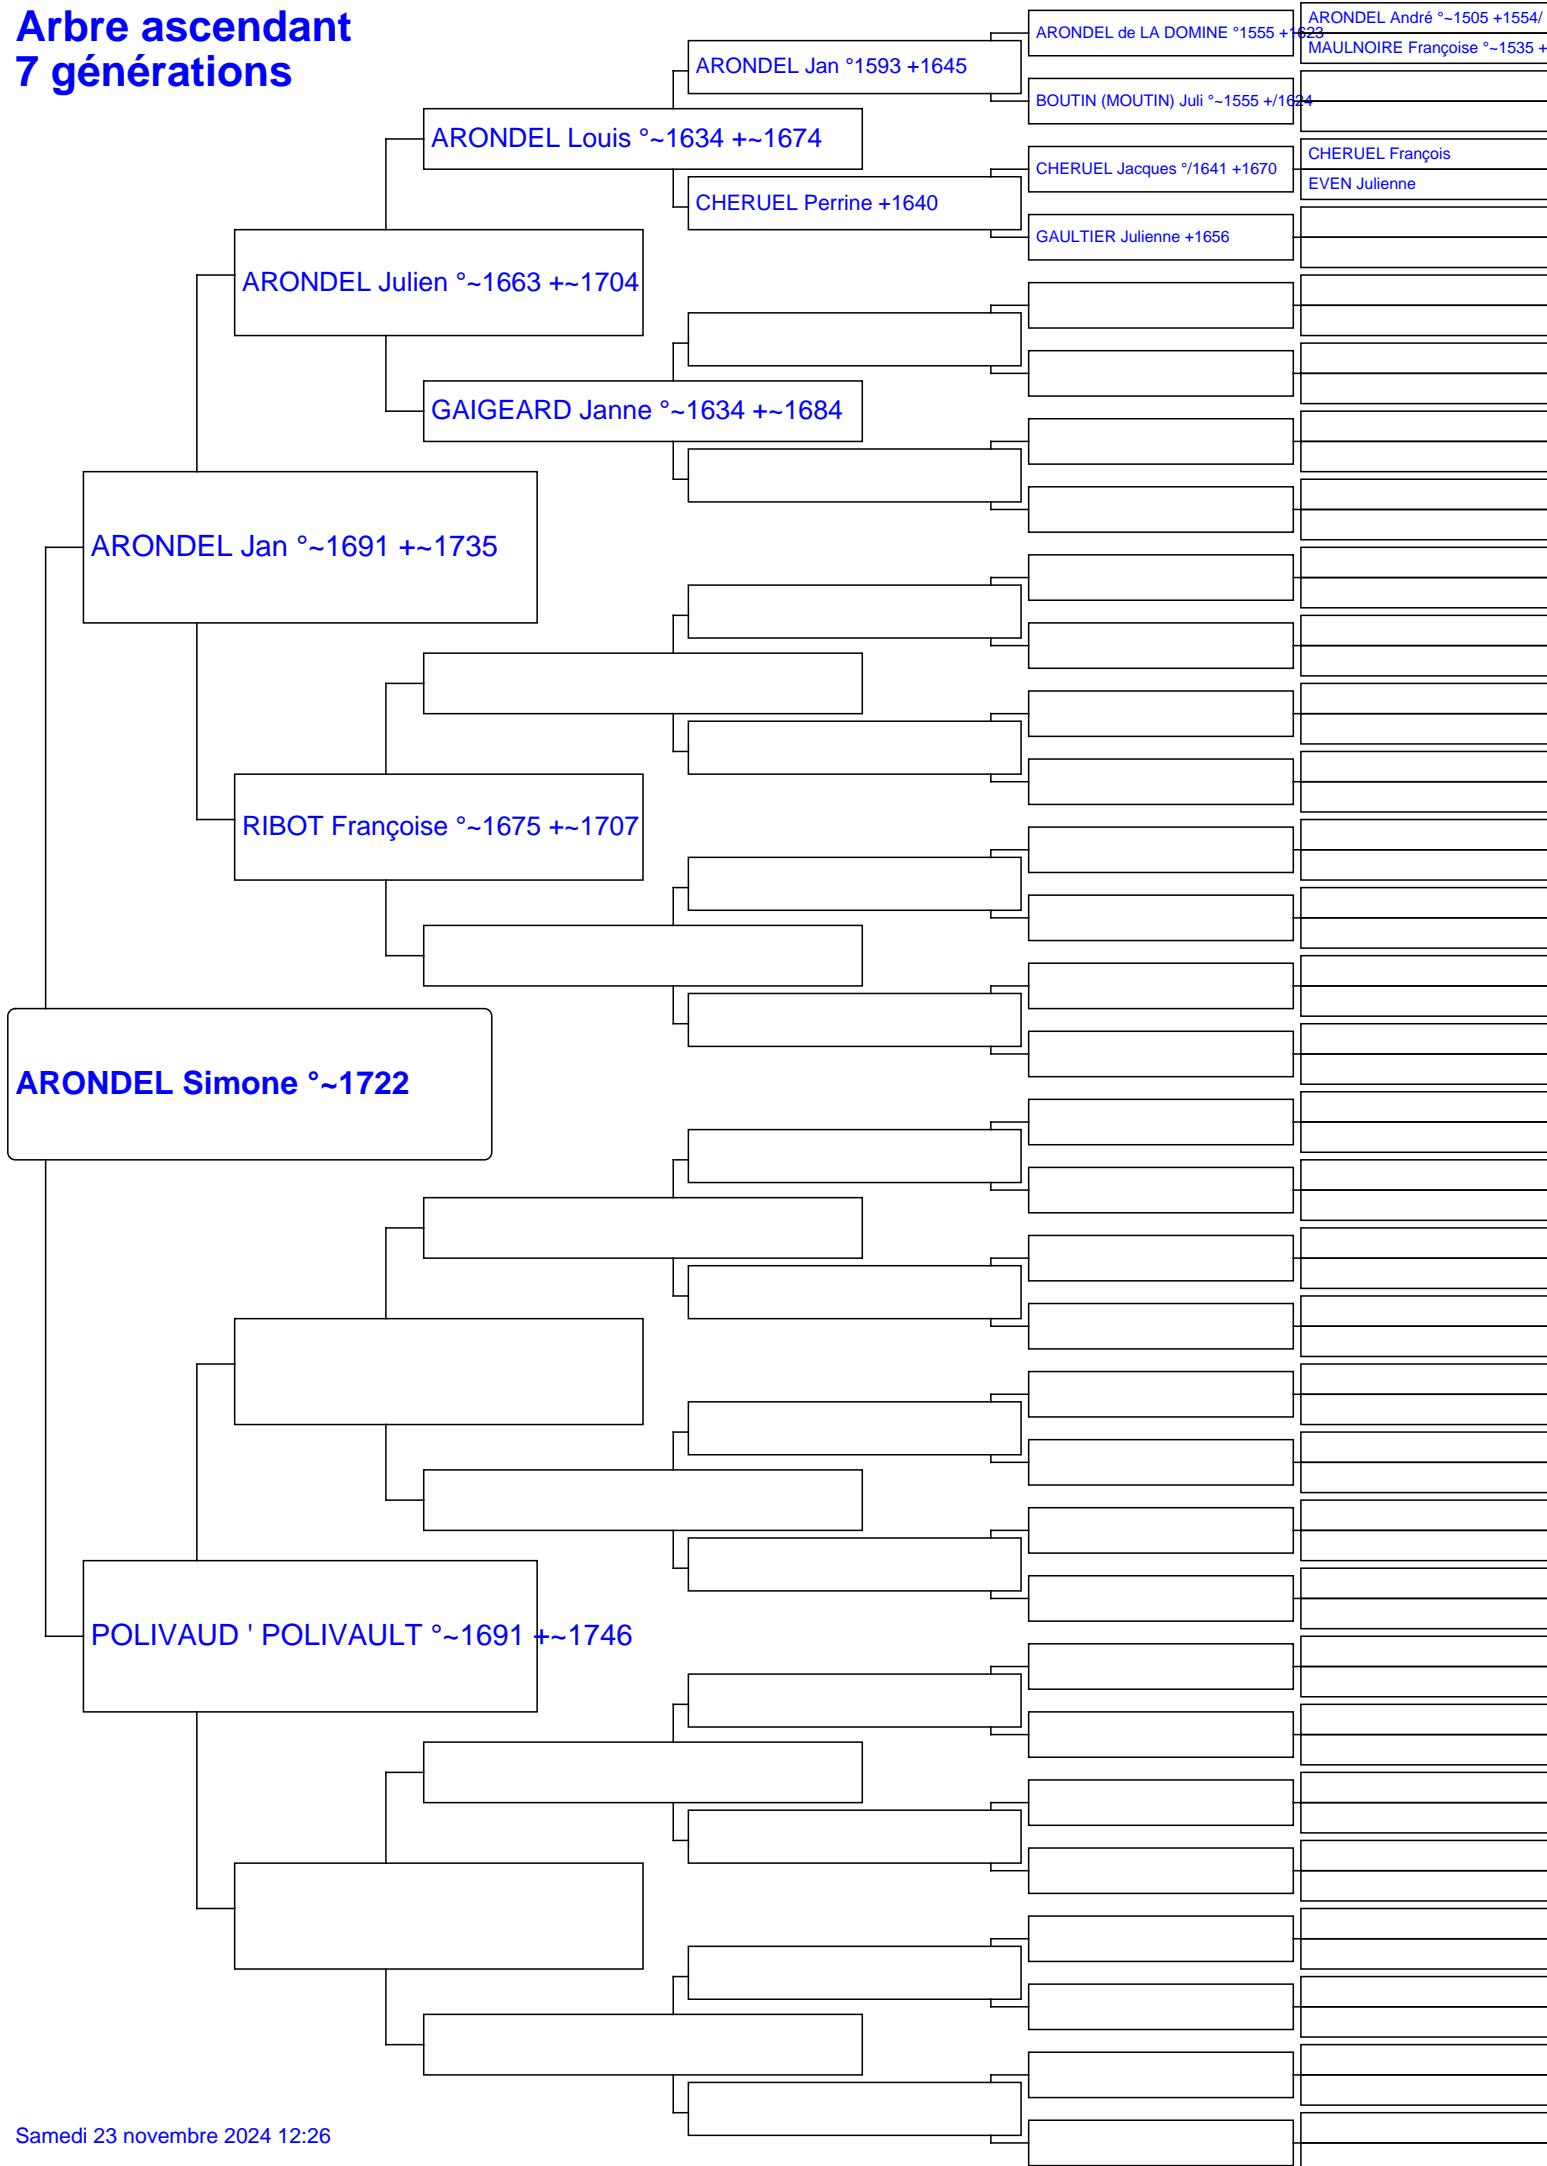 Arbre ascendant
7 générations
ARONDEL de LA DOMINE °1555 +1623
ARONDEL André °~1505 +1554/
MAULNOIRE Françoise °~1535 +
ARONDEL Jan °1593 +1645
BOUTIN (MOUTIN) Juli °~1555 +/1624
ARONDEL Louis °~1634 +~1674
CHERUEL Jacques °/1641 +1670
CHERUEL François
EVEN Julienne
CHERUEL Perrine +1640
GAULTIER Julienne +1656
ARONDEL Julien °~1663 +~1704
GAIGEARD Janne °~1634 +~1684
ARONDEL Jan °~1691 +~1735
RIBOT Françoise °~1675 +~1707
ARONDEL Simone °~1722
POLIVAUD ' POLIVAULT °~1691 +~1746
Samedi 23 novembre 2024 12:26